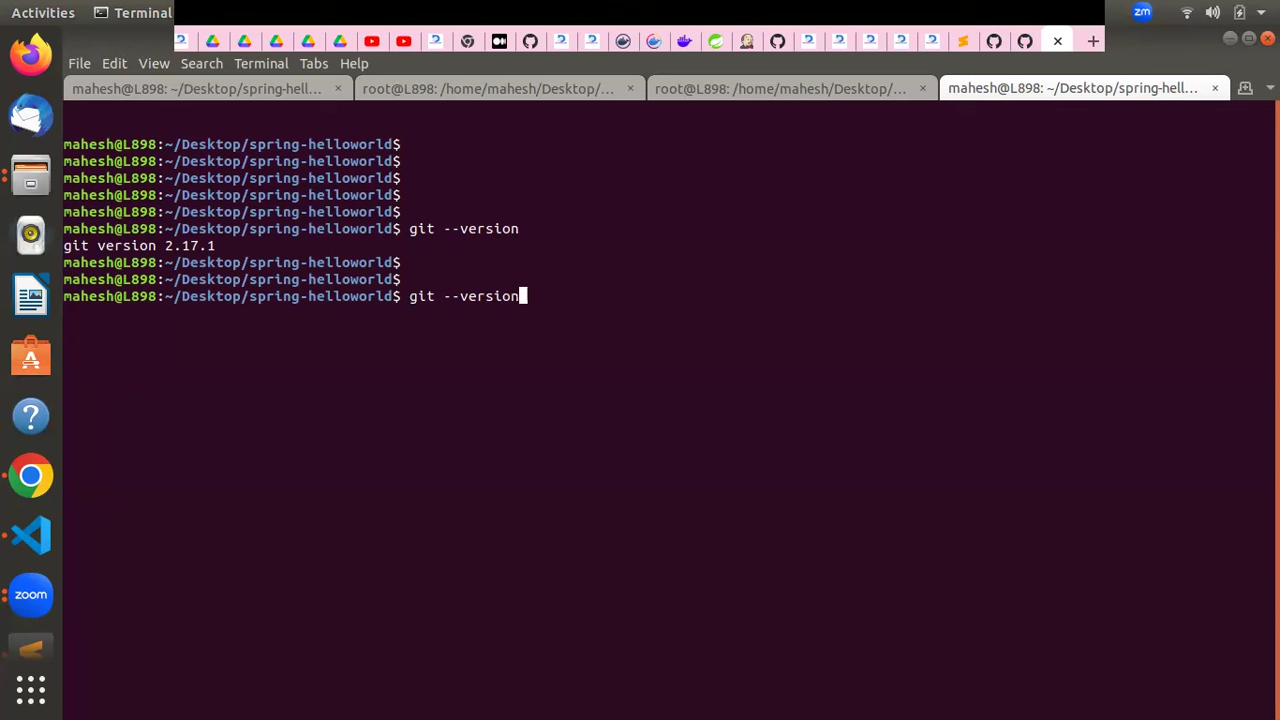 Activities Terminal zm
File Edit View Search Terminal Tabs Help
mahesh@L898: ~/Desktop/spring-hell... × root@L898: /home/mahesh/Desktop/... × root@L898: /home/mahesh/Desktop/... × mahesh@L898: ~/Desktop/spring-hell... ×
mahesh@L898:~/Desktop/spring-helloworld$
mahesh@L898:~/Desktop/spring-helloworld$
mahesh@L898:~/Desktop/spring-helloworld$
mahesh@L898:~/Desktop/spring-helloworld$
mahesh@L898:~/Desktop/spring-helloworld$
mahesh@L898:~/Desktop/spring-helloworld$ git --version
git version 2.17.1
mahesh@L898:~/Desktop/spring-helloworld$
mahesh@L898:~/Desktop/spring-helloworld$
mahesh@L898:~/Desktop/spring-helloworld$ git --version
zoom